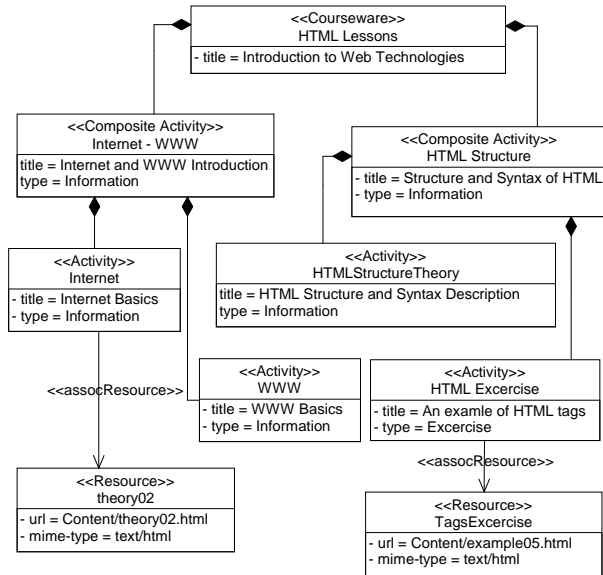 <<Courseware>>
HTML Lessons
- title = Introduction to Web Technologies
<<Composite Activity>>
Internet - WWW
title = Internet and WWW Introduction
type = Information
<<Composite Activity>>
HTML Structure
- title = Structure and Syntax of HTML
- type = Information
<<Activity>>
Internet
- title = Internet Basics
- type = Information
<<Activity>>
HTMLStructureTheory
title = HTML Structure and Syntax Description
type = Information
<<assocResource>>
<<Activity>>
WWW
- title = WWW Basics
- type = Information
<<Activity>>
HTML Excercise
- title = An examle of HTML tags
- type = Excercise
<<assocResource>>
<<Resource>>
theory02
- url = Content/theory02.html
- mime-type = text/html
<<Resource>>
TagsExcercise
- url = Content/example05.html
- mime-type = text/html